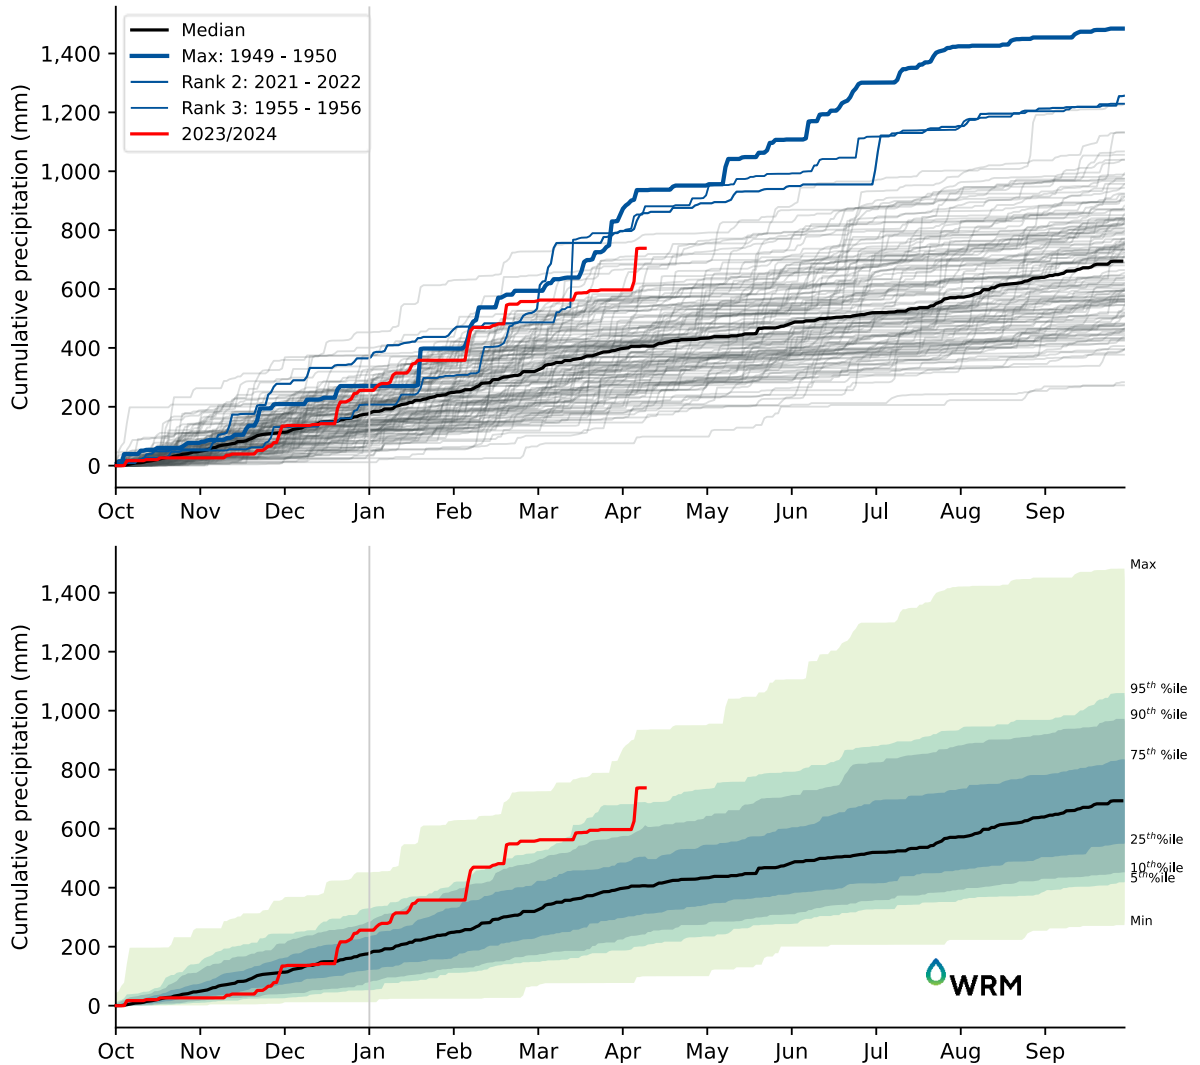 Cumulative precipitation (mm)
1,400
1,200
1,000
800
600
400
200
0
Median
Max: 1949 - 1950
Rank 2: 2021 - 2022
Rank 3: 1955 - 1956
2023/2024
Oct Nov Dec Jan Feb Mar Apr May Jun Jul Aug Sep
Cumulative precipitation (mm)
1,400
1,200
1,000
800
600
400
200
0
Max
95th %ile
90th %ile
75th %ile
25th%ile
10th%ile
5th%ile
Min
WRM
Oct Nov Dec Jan Feb Mar Apr May Jun Jul Aug Sep